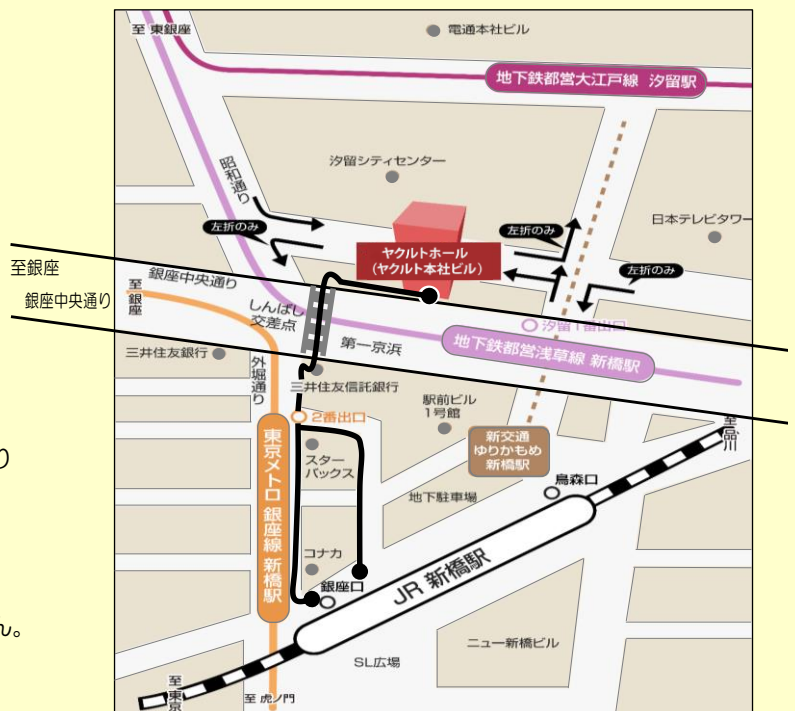 至 東銀座
電通本社ビル
地下鉄都営大江戸線 汐留駅
昭和通り
汐留シティセンター
左折のみ
左折のみ
日本テレビタワー
ヤクルトホール
(ヤクルト本社ビル)
左折のみ
至銀座
銀座中央通り
至銀座
銀座中央通り
しんばし
交差点
汐留1番出口
第一京浜
地下鉄都営浅草線 新橋駅
三井住友銀行
外堀通り
三井住友信託銀行
駅前ビル
1号館
至品川
2番出口
東京メトロ 銀座線 新橋駅
スター
バックス
新交通
ゆりかもめ
新橋駅
り
烏森口
地下駐車場
コナカ
銀座口
JR 新橋駅
ん。
ニュー新橋ビル
SL広場
至東京
至 虎ノ門